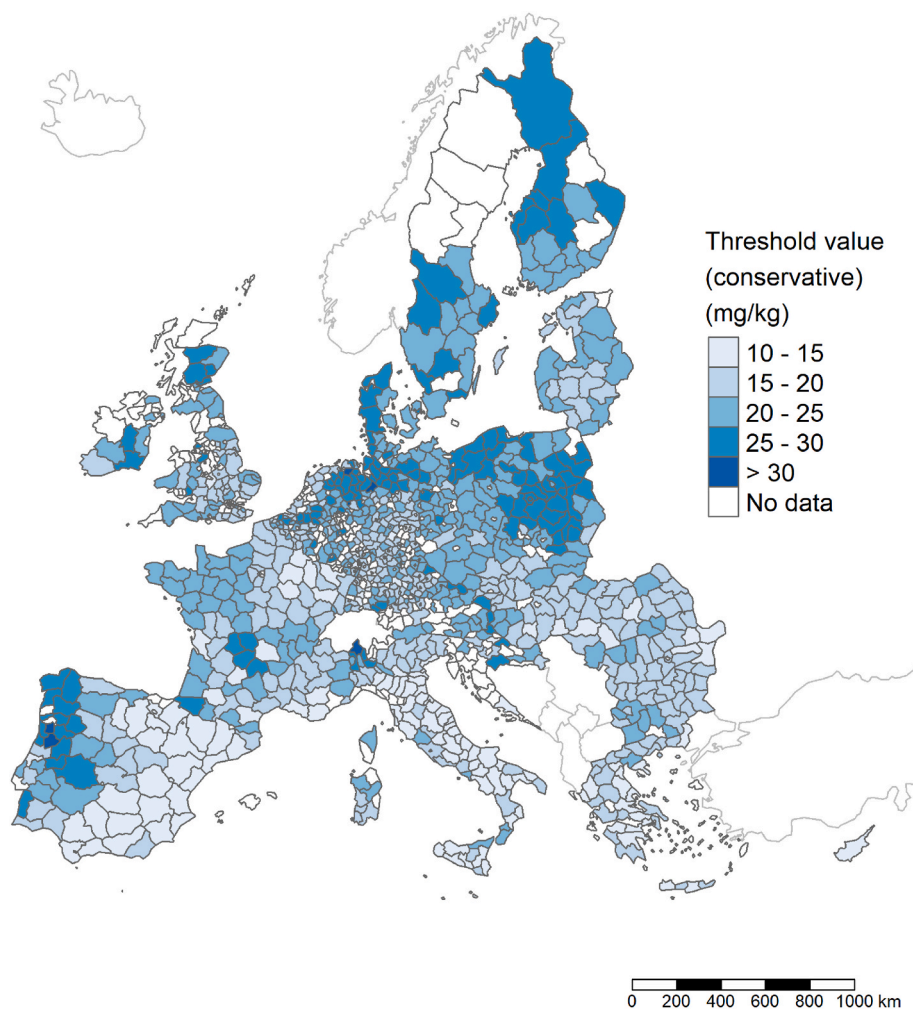 Threshold value
(conservative)
(mg/kg)
10 - 15
15 - 20
20 - 25
25 - 30
> 30
No data
0 200 400 600 800 1000 km